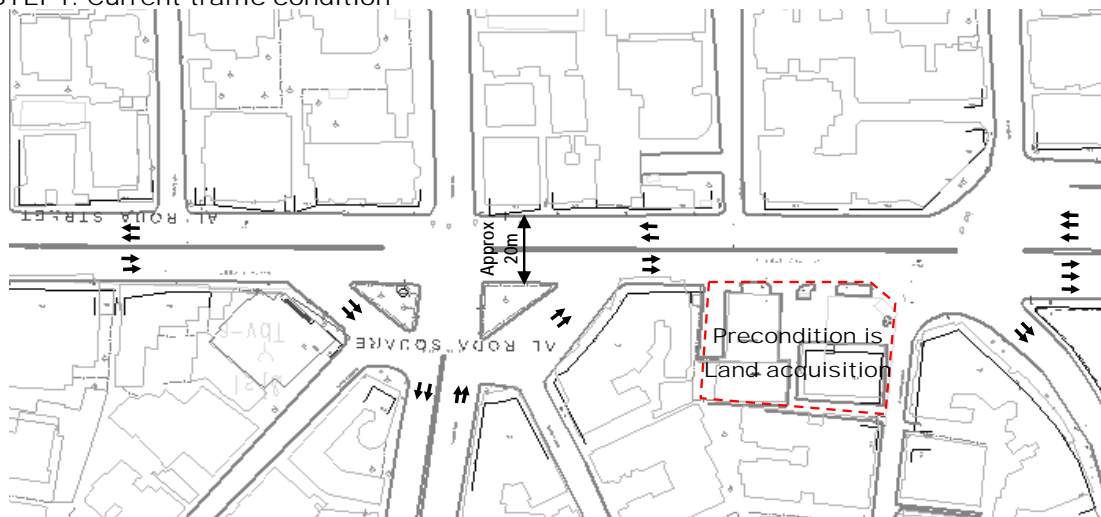 STEP 1: Current traffic condition
AL RODA STREET
Approx
20m
AL RODA SQUARE
Precondition is
Land acquisition